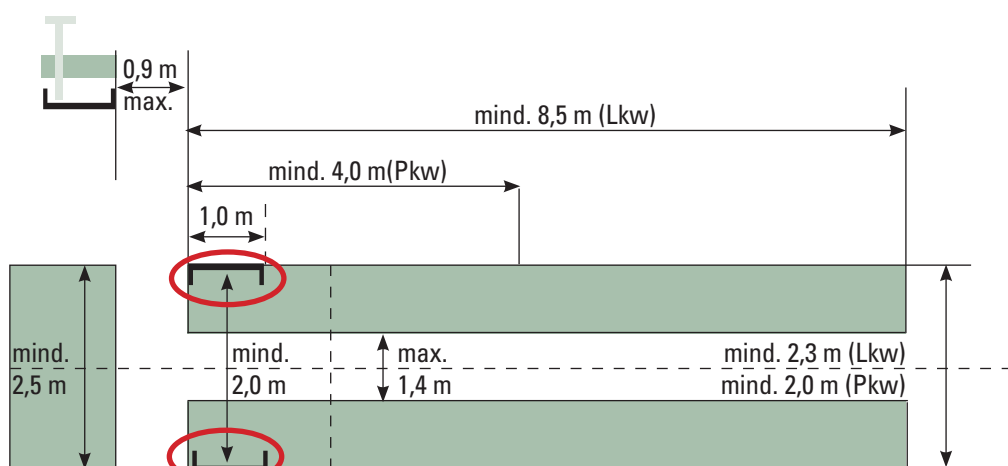 0,9 m
max.
mind. 8,5 m (Lkw)
mind. 4,0 m(Pkw)
1,0 m
mind.
2,5 m
mind.
2,0 m
max.
1,4 m
mind. 2,3 m (Lkw)
mind. 2,0 m (Pkw)